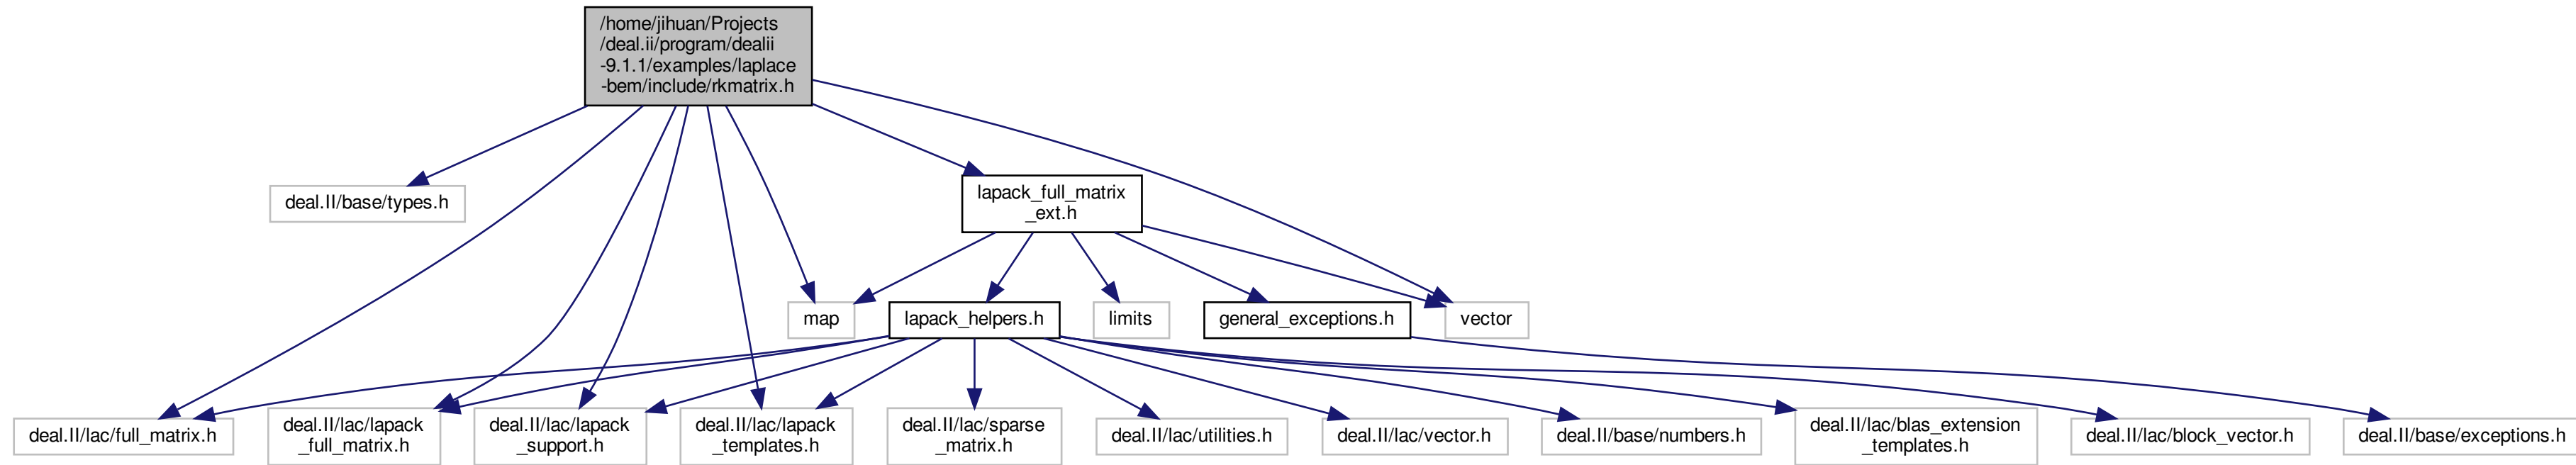 /home/jihuan/Projects
/deal.ii/program/dealii
-9.1.1/examples/laplace
-bem/include/rkmatrix.h
deal.II/base/types.h
lapack_full_matrix
_ext.h
map
lapack_helpers.h
limits
general_exceptions.h
vector
deal.II/lac/full_matrix.h
deal.II/lac/lapack
_full_matrix.h
deal.II/lac/lapack
_support.h
deal.II/lac/lapack
_templates.h
deal.II/lac/sparse
_matrix.h
deal.II/lac/utilities.h
deal.II/lac/vector.h
deal.II/base/numbers.h
deal.II/lac/blas_extension
_templates.h
deal.II/lac/block_vector.h
deal.II/base/exceptions.h